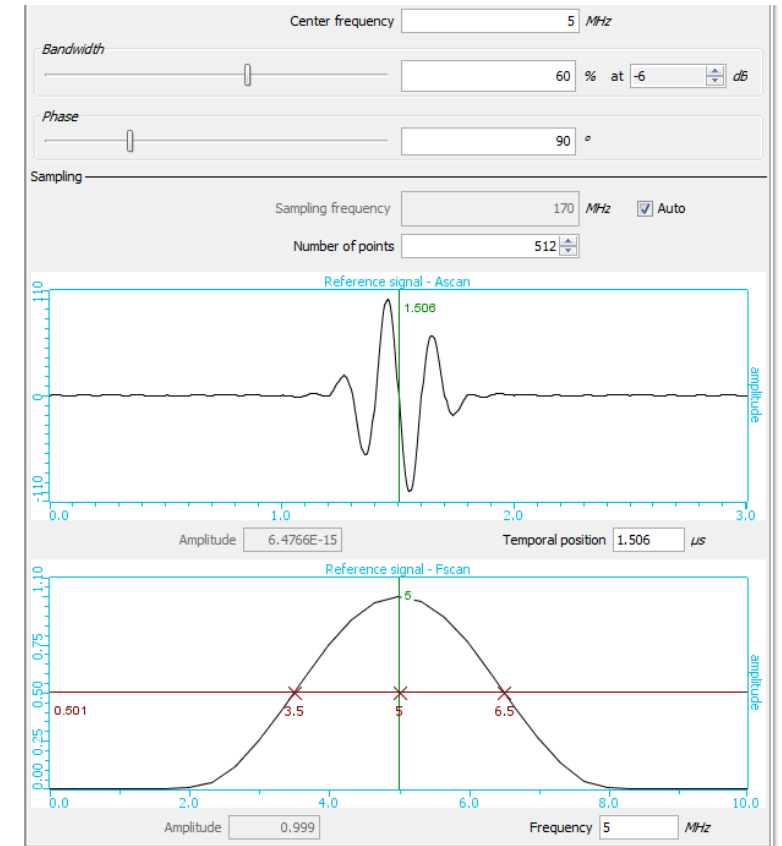 Center frequency 5 MHz
Bandwidth
60 % at -6 dB
Phase
90 °
Sampling
Sampling frequency 170 MHz Auto
Number of points 512
Reference signal - Ascan
110
0
-110
1.506
amplitude
0.0 1.0 2.0 3.0
Amplitude 6.4766E-15 Temporal position 1.506 µs
Reference signal - Fscan
1.10
0.75
0.50
0.25
0.00
5
0.501
3.5 5 6.5
amplitude
0.0 2.0 4.0 6.0 8.0 10.0
Amplitude 0.999 Frequency 5 MHz